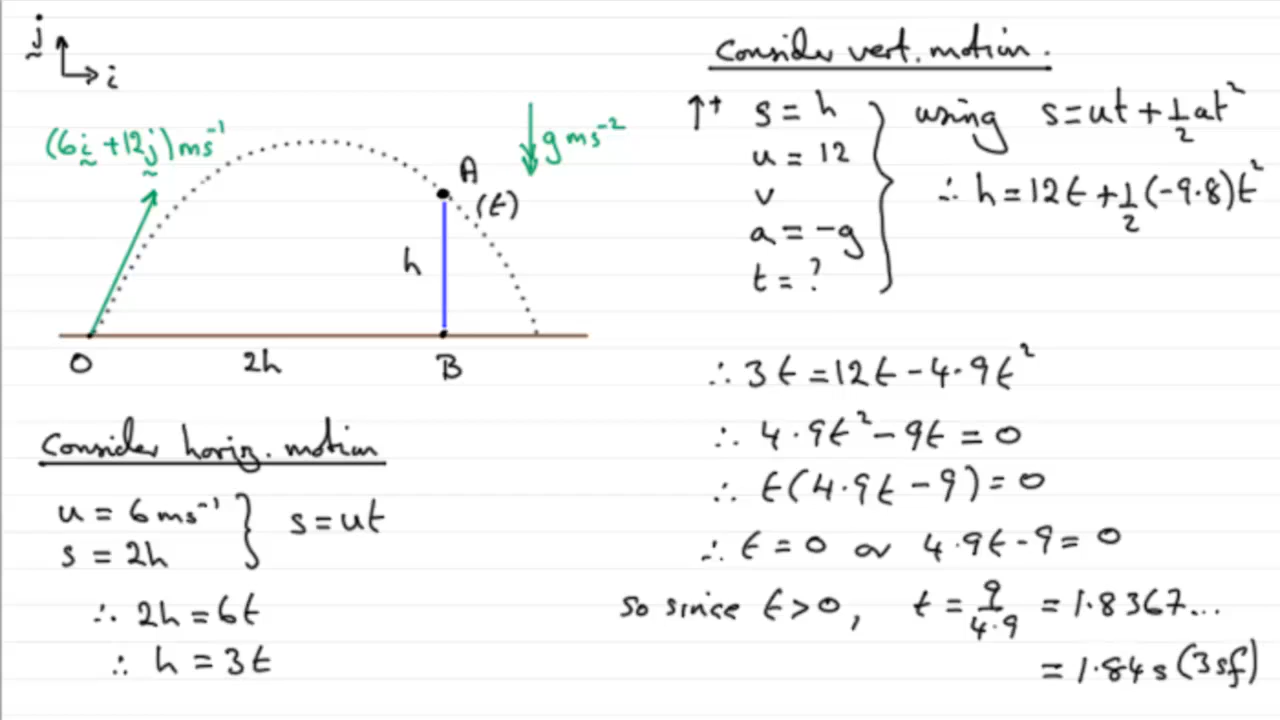 j
i
(6i + 12j) ms⁻¹
g ms⁻²
A
(t)
h
O
2h
B
Consider horiz. motion
u = 6 ms⁻¹ } s = ut
s = 2h
∴ 2h = 6t
∴ h = 3t
Consider vert. motion.
↑+ s = h } using s = ut + 1/2 at²
u = 12
v ∴ h = 12t + 1/2 (-9.8)t²
a = -g
t = ?
∴ 3t = 12t - 4.9t²
∴ 4.9t² - 9t = 0
∴ t(4.9t - 9) = 0
∴ t = 0 or 4.9t - 9 = 0
so since t > 0, t = 9/4.9 = 1.8367...
= 1.84 s (3sf)